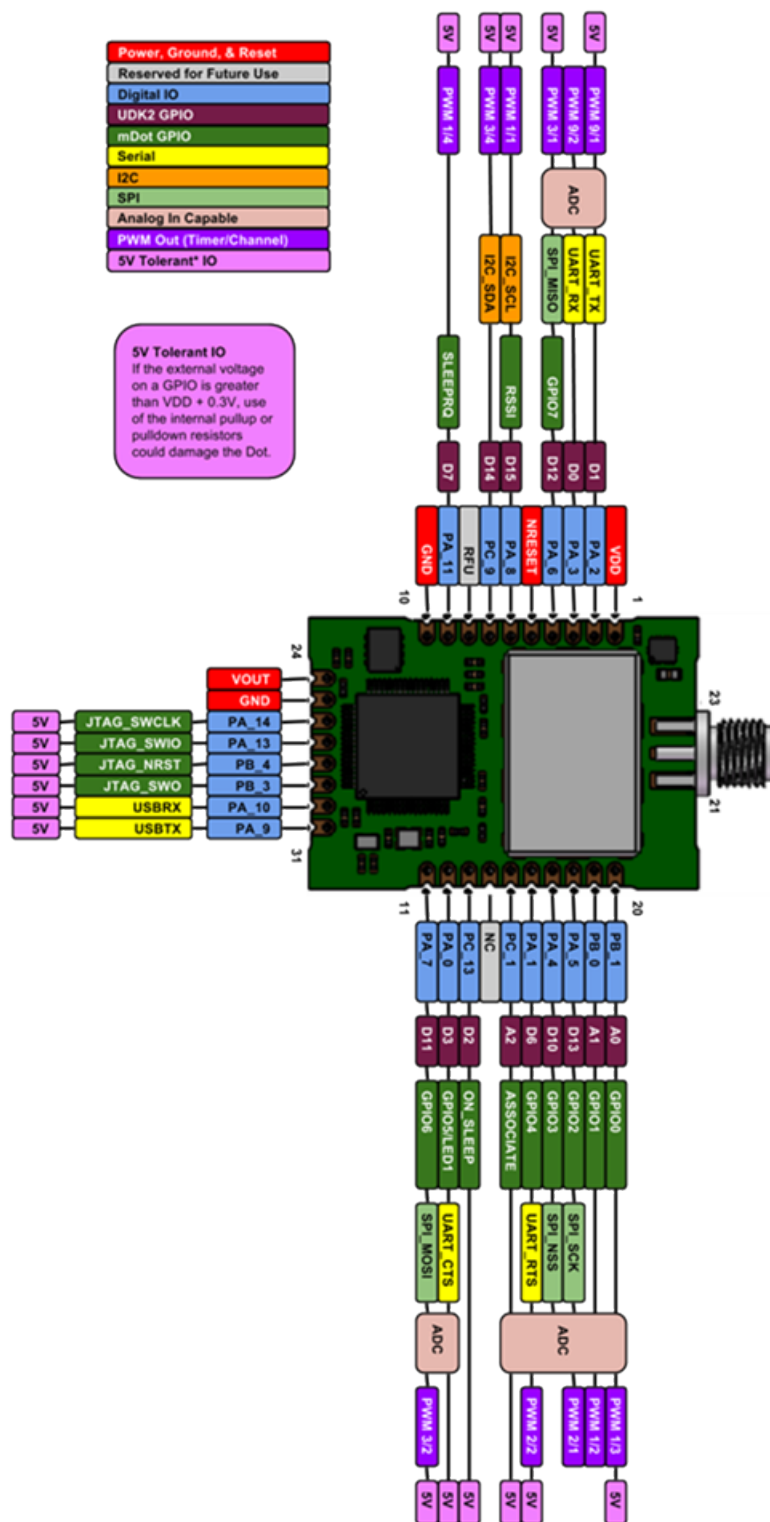 Power, Ground, & Reset
Reserved for Future Use
Digital IO
UDK2 GPIO
mDot GPIO
Serial
I2C
SPI
Analog In Capable
PWM Out (Timer/Channel)
5V Tolerant* IO
5V Tolerant IO
If the external voltage
on a GPIO is greater
than VDD + 0.3V, use
of the internal pullup or
pulldown resistors
could damage the Dot.
5V 5V 5V 5V 5V
PWM 1/4 PWM 3/4 PWM 1/1 PWM 3/1 PWM 9/2 PWM 9/1
ADC
I2C_SDA I2C_SCL SPI_MISO UART_RX UART_TX
SLEEPRQ RSSI GPIO7
D7 D14 D15 D12 D0 D1
GND PA_11 RFU PC_9 PA_8 NRESET PA_6 PA_3 PA_2 VDD
10 1
24 23
VOUT
GND
5V JTAG_SWCLK PA_14
5V JTAG_SWIO PA_13
5V JTAG_NRST PB_4
5V JTAG_SWO PB_3
5V USBRX PA_10
5V USBTX PA_9
31 21
11 20
PA_7 PA_0 PC_13 NC PC_1 PA_1 PA_4 PA_5 PB_0 PB_1
D11 D3 D2 A2 D6 D10 D13 A1 A0
GPIO6 GPIO5/LED1 ON_SLEEP ASSOCIATE GPIO4 GPIO3 GPIO2 GPIO1 GPIO0
SPI_MOSI UART_CTS UART_RTS SPI_NSS SPI_SCK
ADC ADC
PWM 3/2 PWM 2/2 PWM 2/1 PWM 1/2 PWM 1/3
5V 5V 5V 5V 5V 5V